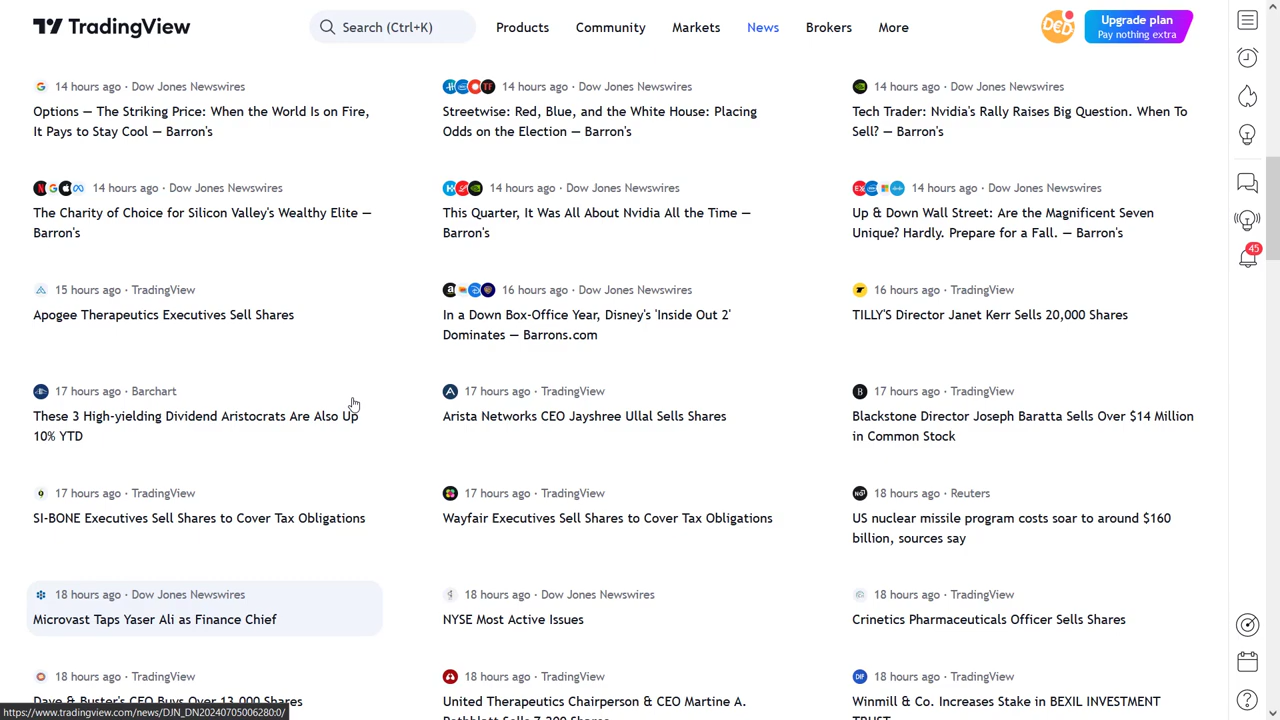 TradingView
Search (Ctrl+K)
Products
Community
Markets
News
Brokers
More
DED
Upgrade plan
Pay nothing extra
14 hours ago · Dow Jones Newswires
Options — The Striking Price: When the World Is on Fire,
It Pays to Stay Cool — Barron's
14 hours ago · Dow Jones Newswires
Streetwise: Red, Blue, and the White House: Placing
Odds on the Election — Barron's
14 hours ago · Dow Jones Newswires
Tech Trader: Nvidia's Rally Raises Big Question. When To
Sell? — Barron's
14 hours ago · Dow Jones Newswires
The Charity of Choice for Silicon Valley's Wealthy Elite —
Barron's
14 hours ago · Dow Jones Newswires
This Quarter, It Was All About Nvidia All the Time —
Barron's
14 hours ago · Dow Jones Newswires
Up & Down Wall Street: Are the Magnificent Seven
Unique? Hardly. Prepare for a Fall. — Barron's
45
15 hours ago · TradingView
Apogee Therapeutics Executives Sell Shares
16 hours ago · Dow Jones Newswires
In a Down Box-Office Year, Disney's 'Inside Out 2'
Dominates — Barrons.com
16 hours ago · TradingView
TILLY'S Director Janet Kerr Sells 20,000 Shares
17 hours ago · Barchart
These 3 High-yielding Dividend Aristocrats Are Also Up
10% YTD
17 hours ago · TradingView
Arista Networks CEO Jayshree Ullal Sells Shares
17 hours ago · TradingView
Blackstone Director Joseph Baratta Sells Over $14 Million
in Common Stock
17 hours ago · TradingView
SI-BONE Executives Sell Shares to Cover Tax Obligations
17 hours ago · TradingView
Wayfair Executives Sell Shares to Cover Tax Obligations
18 hours ago · Reuters
US nuclear missile program costs soar to around $160
billion, sources say
18 hours ago · Dow Jones Newswires
Microvast Taps Yaser Ali as Finance Chief
18 hours ago · Dow Jones Newswires
NYSE Most Active Issues
18 hours ago · TradingView
Crinetics Pharmaceuticals Officer Sells Shares
18 hours ago · TradingView
Dave & Buster's CFO Buys Over 13,000 Shares
18 hours ago · TradingView
United Therapeutics Chairperson & CEO Martine A.
Rothblatt Sells 7,200 Shares
18 hours ago · TradingView
Winmill & Co. Increases Stake in BEXIL INVESTMENT
TRUST
https://www.tradingview.com/news/DJN_DN20240705006280:0/